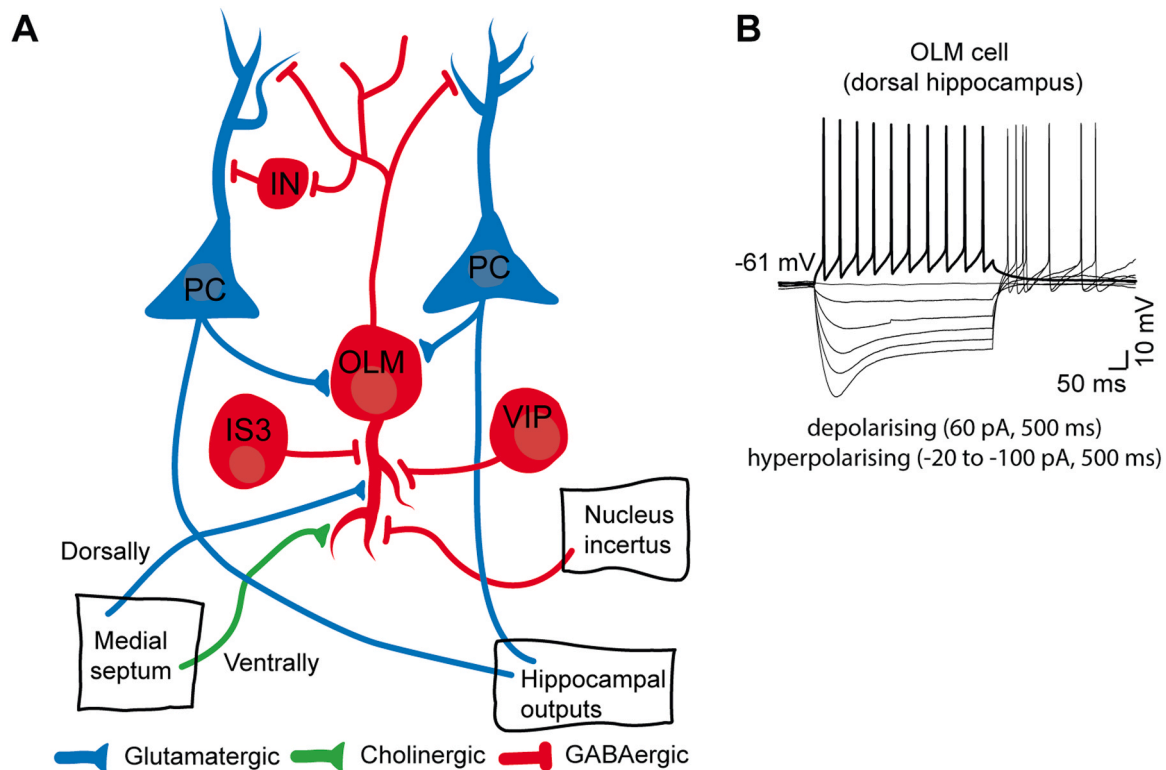 A
IN
PC
PC
OLM
IS3
VIP
Nucleus
incertus
Dorsally
Medial
septum
Ventrally
Hippocampal
outputs
Glutamatergic
Cholinergic
GABAergic
B
OLM cell
(dorsal hippocampus)
-61 mV
10 mV
50 ms
depolarising (60 pA, 500 ms)
hyperpolarising (-20 to -100 pA, 500 ms)